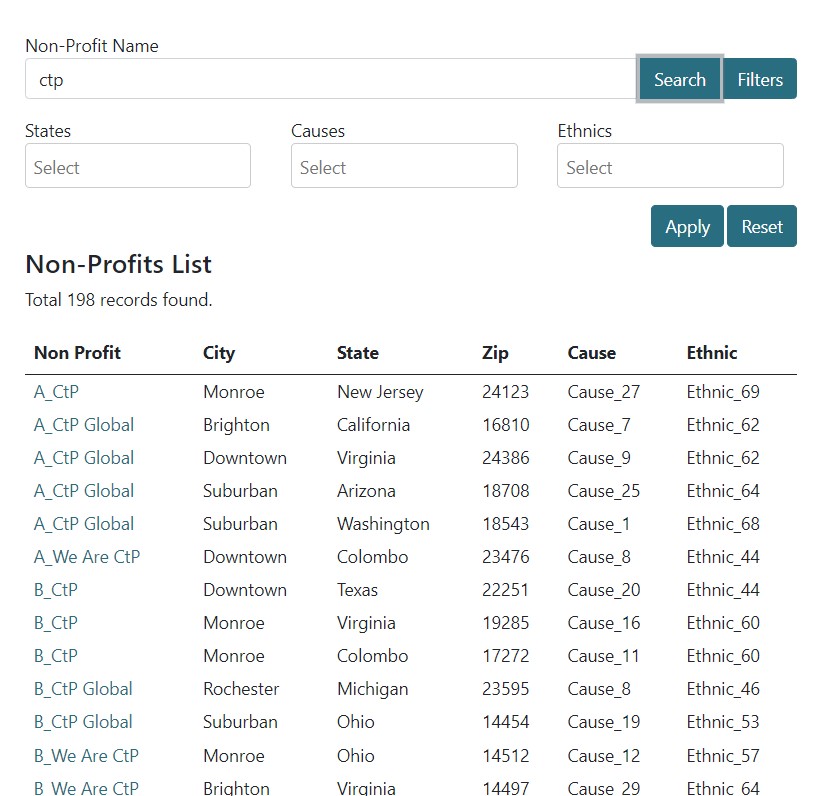 Non-Profit Name
ctp Search Filters
States Causes Ethnics
Select Select Select
Apply Reset
Non-Profits List
Total 198 records found.
Non Profit City State Zip Cause Ethnic
A_CtP Monroe New Jersey 24123 Cause_27 Ethnic_69
A_CtP Global Brighton California 16810 Cause_7 Ethnic_62
A_CtP Global Downtown Virginia 24386 Cause_9 Ethnic_62
A_CtP Global Suburban Arizona 18708 Cause_25 Ethnic_64
A_CtP Global Suburban Washington 18543 Cause_1 Ethnic_68
A_We Are CtP Downtown Colombo 23476 Cause_8 Ethnic_44
B_CtP Downtown Texas 22251 Cause_20 Ethnic_44
B_CtP Monroe Virginia 19285 Cause_16 Ethnic_60
B_CtP Monroe Colombo 17272 Cause_11 Ethnic_60
B_CtP Global Rochester Michigan 23595 Cause_8 Ethnic_46
B_CtP Global Suburban Ohio 14454 Cause_19 Ethnic_53
B_We Are CtP Monroe Ohio 14512 Cause_12 Ethnic_57
B_We Are CtP Brighton Virginia 14497 Cause_29 Ethnic_64